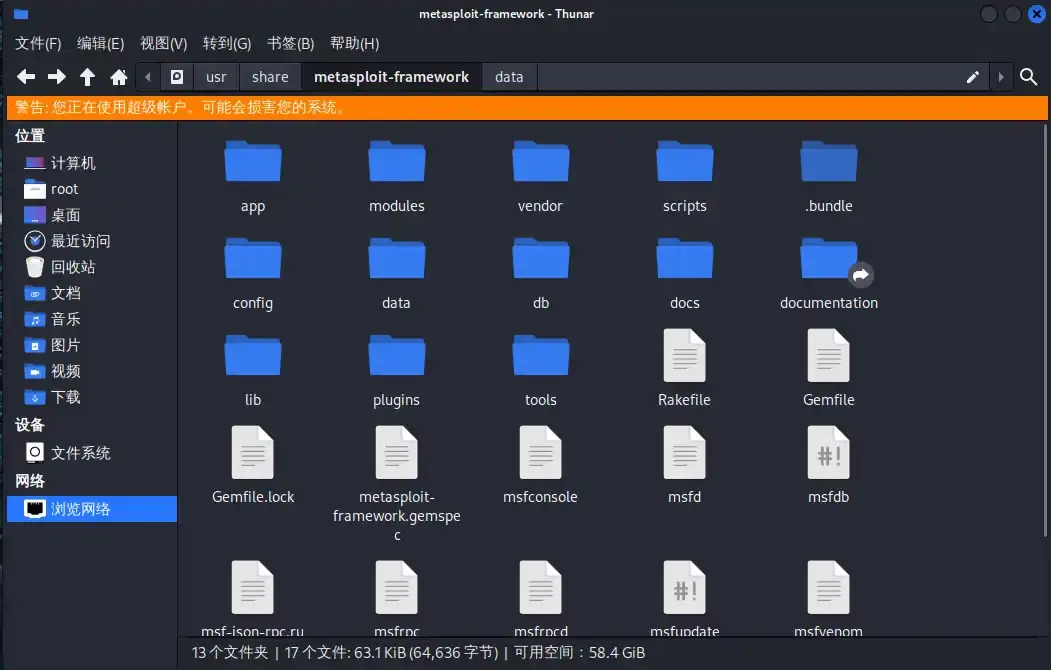 metasploit-framework - Thunar
文件(F) 编辑(E) 视图(V) 转到(G) 书签(B) 帮助(H)
usr share metasploit-framework data
警告: 您正在使用超级帐户。可能会损害您的系统。
位置
计算机
root
桌面
最近访问
回收站
文档
音乐
图片
视频
下载
设备
文件系统
网络
浏览网络
app modules vendor scripts .bundle
config data db docs documentation
lib plugins tools Rakefile Gemfile
Gemfile.lock metasploit-framework.gemspec msfconsole msfd msfdb
msf-json-rpc.ru msfrpc msfrpcd msfupdate msfvenom
13 个文件夹 | 17 个文件: 63.1 KiB (64,636 字节) | 可用空间：58.4 GiB